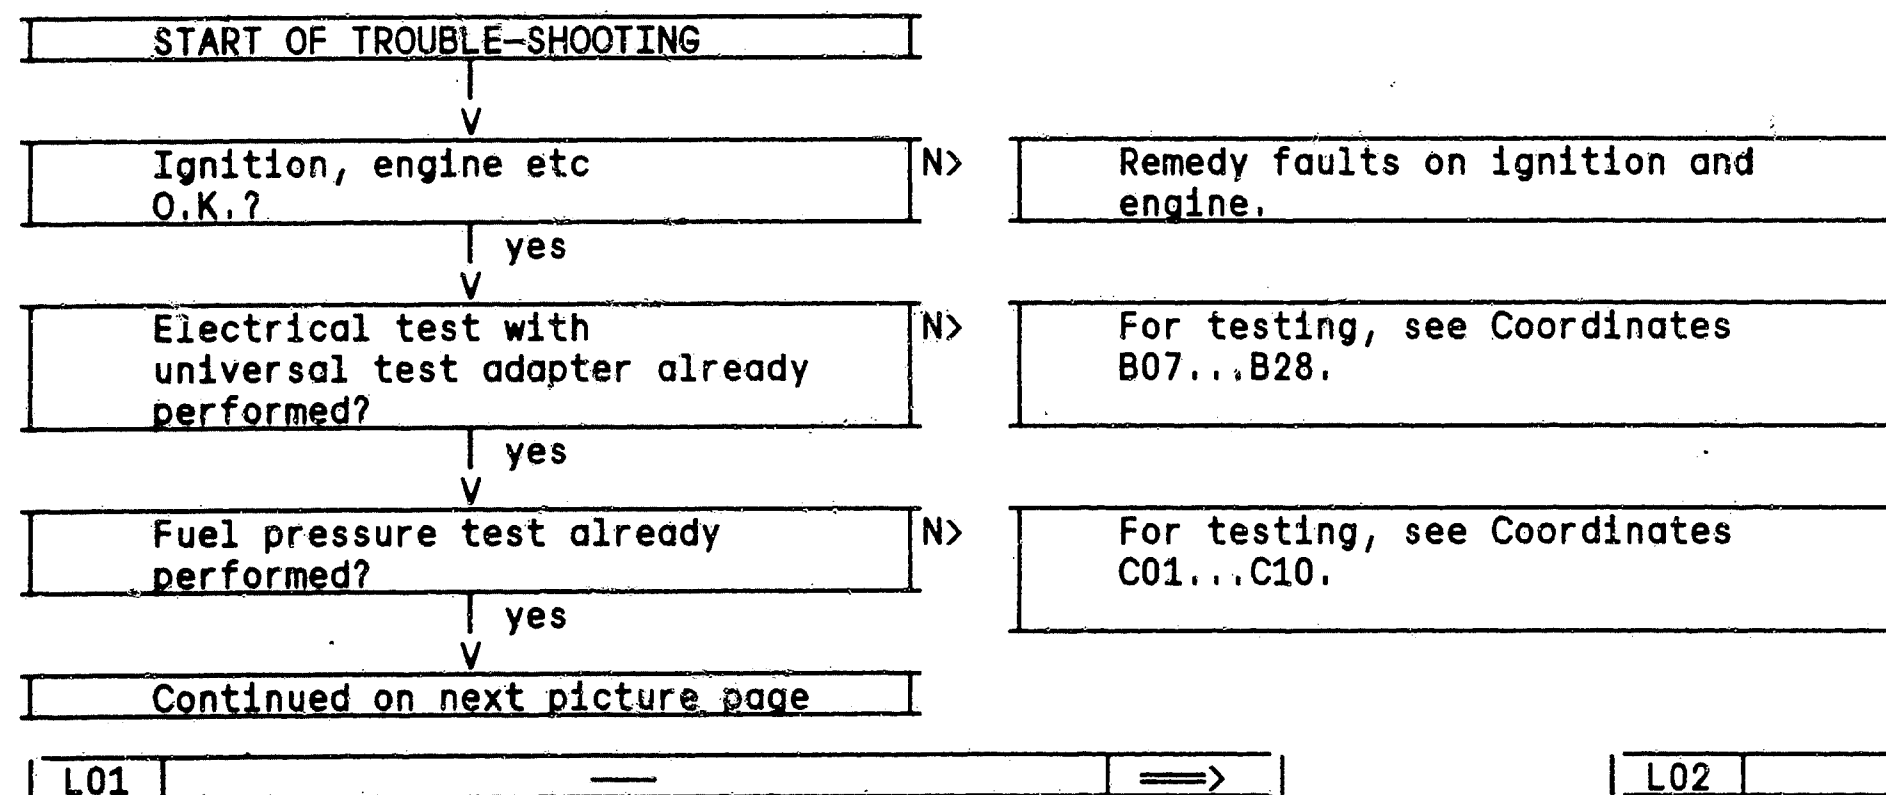 START OF TROUBLE-SHOOTING
V
Ignition, engine etc
O.K.?
N>
Remedy faults on ignition and
engine.
yes
V
Electrical test with
universal test adapter already
performed?
N>
For testing, see Coordinates
B07...B28.
yes
V
Fuel pressure test already
performed?
N>
For testing, see Coordinates
C01...C10.
yes
V
Continued on next picture page
L01
—
===>
L02